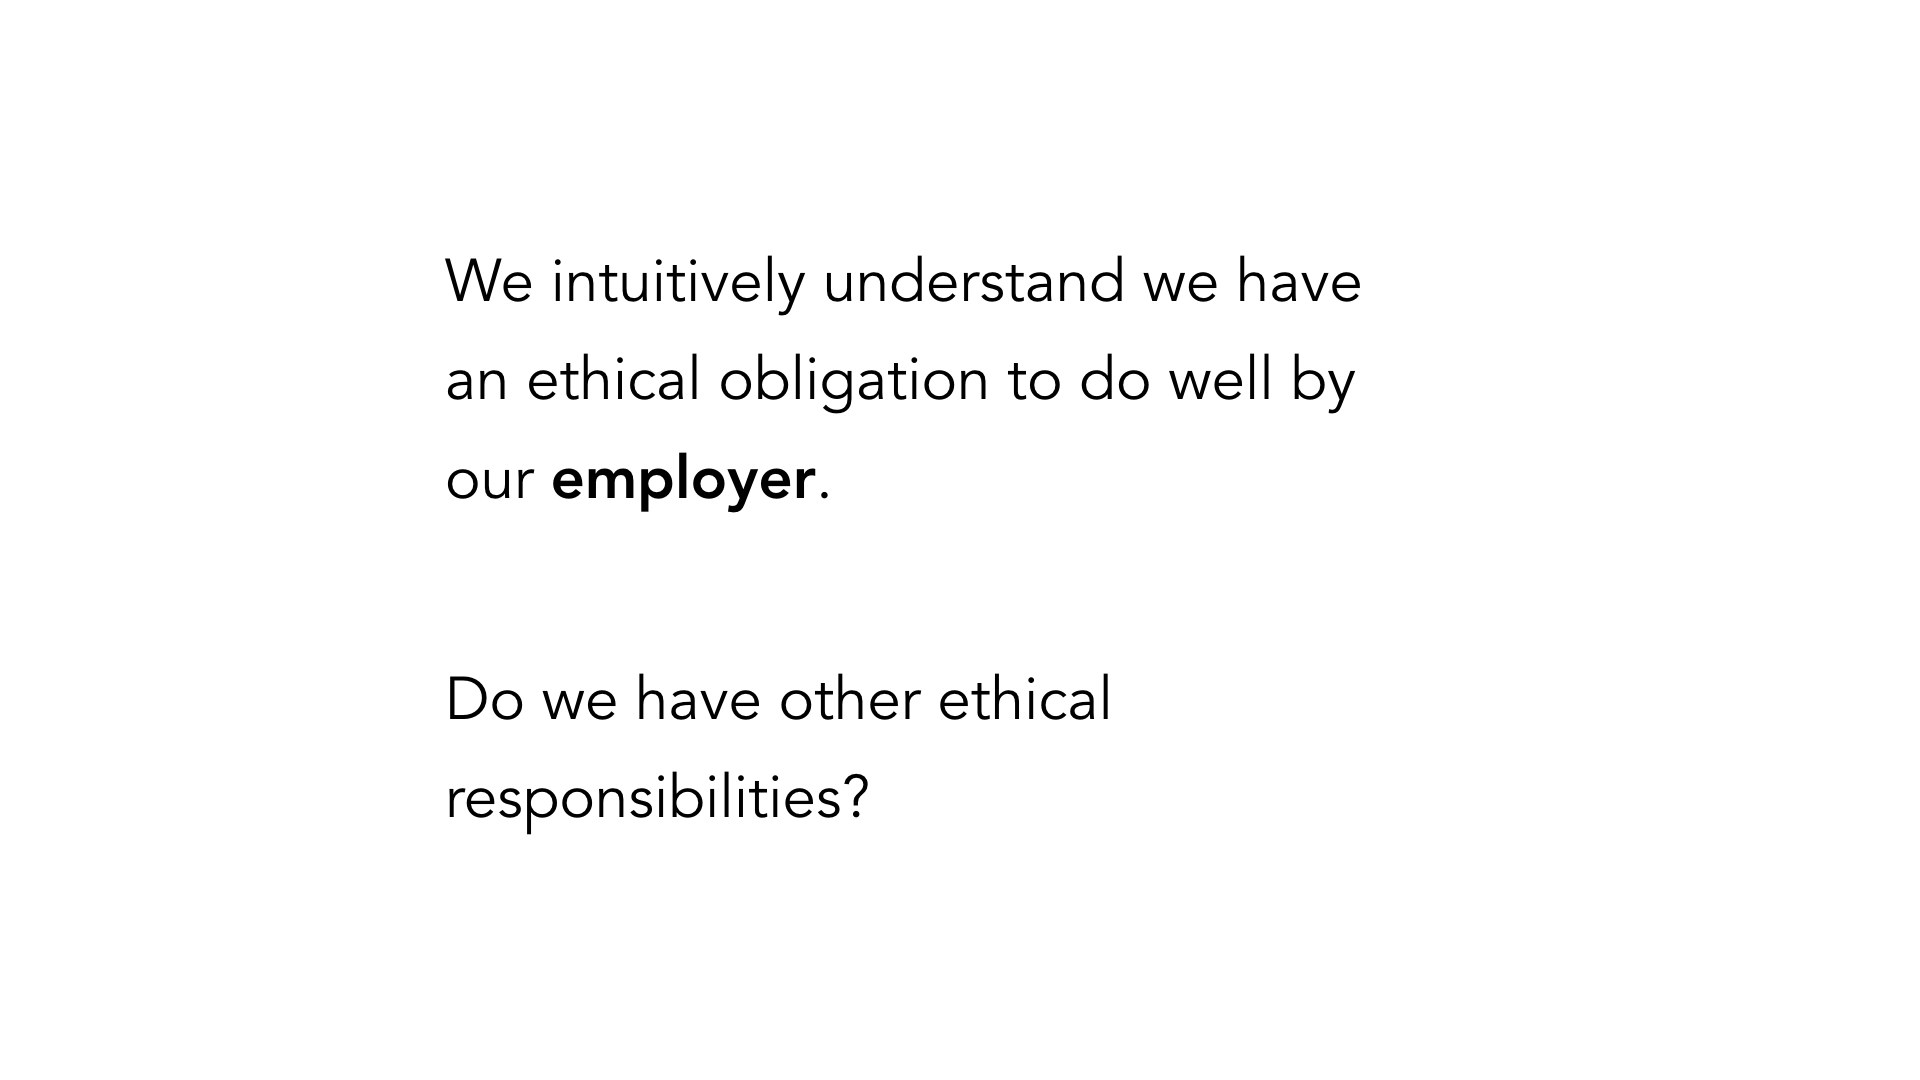 We intuitively understand we have
an ethical obligation to do well by
our employer.
Do we have other ethical
responsibilities?